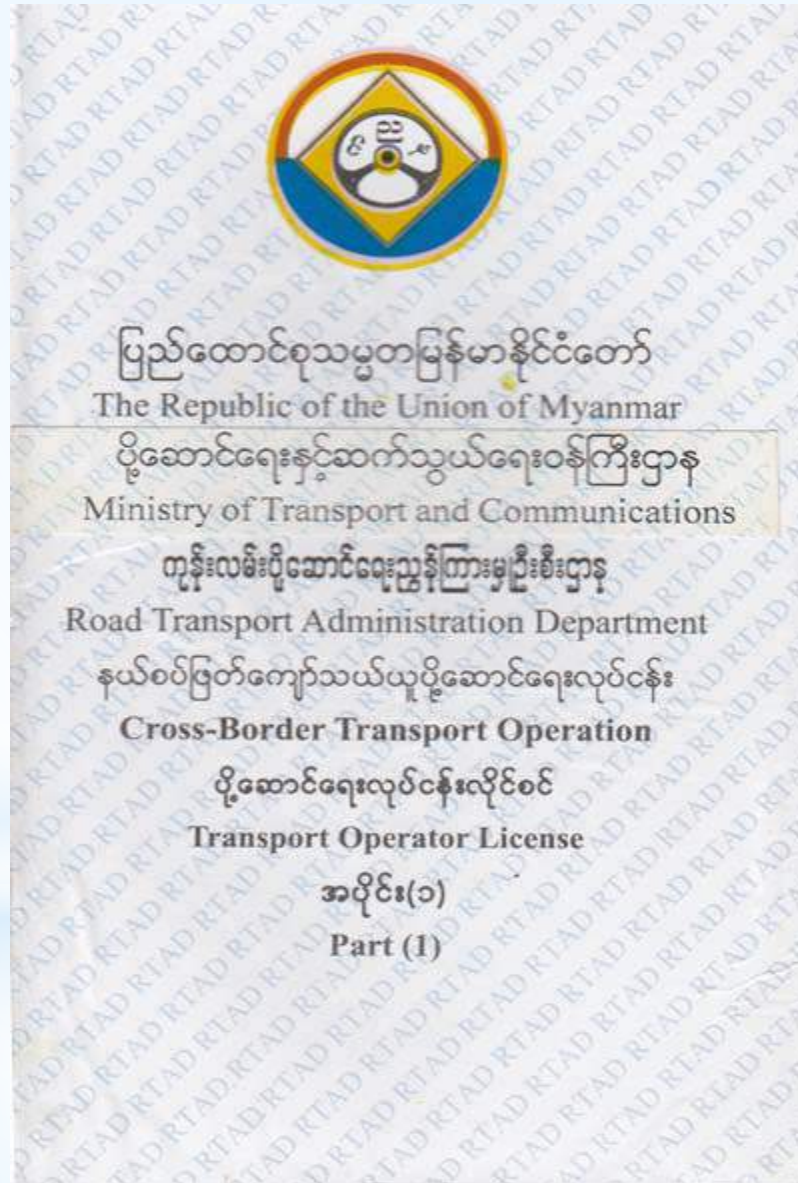 ည
ပြည်ထောင်စုသမ္မတမြန်မာနိုင်ငံတော်
The Republic of the Union of Myanmar
ပို့ဆောင်ရေးနှင့်ဆက်သွယ်ရေးဝန်ကြီးဌာန
Ministry of Transport and Communications
ကုန်းလမ်းပို့ဆောင်ရေးညွှန်ကြားမှုဦးစီးဌာန
Road Transport Administration Department
နယ်စပ်ဖြတ်ကျော်သယ်ယူပို့ဆောင်ရေးလုပ်ငန်း
Cross-Border Transport Operation
ပို့ဆောင်ရေးလုပ်ငန်းလိုင်စင်
Transport Operator License
အပိုင်း(၁)
Part (1)
RTAD